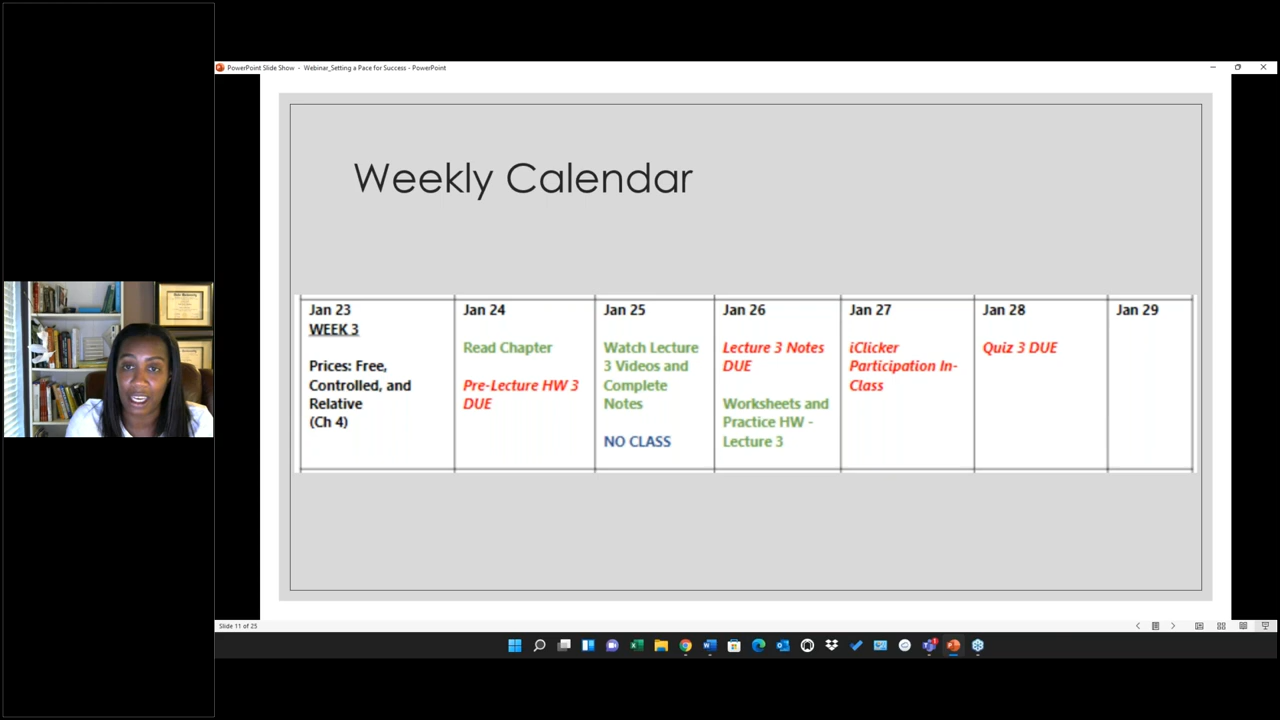 PowerPoint Slide Show - Webinar_Setting a Pace for Success - PowerPoint
Weekly Calendar
Jan 23
WEEK 3
Prices: Free,
Controlled, and
Relative
(Ch 4)
Jan 24
Read Chapter
Pre-Lecture HW 3
DUE
Jan 25
Watch Lecture
3 Videos and
Complete
Notes
NO CLASS
Jan 26
Lecture 3 Notes
DUE
Worksheets and
Practice HW -
Lecture 3
Jan 27
iClicker
Participation In-
Class
Jan 28
Quiz 3 DUE
Jan 29
Slide 11 of 25